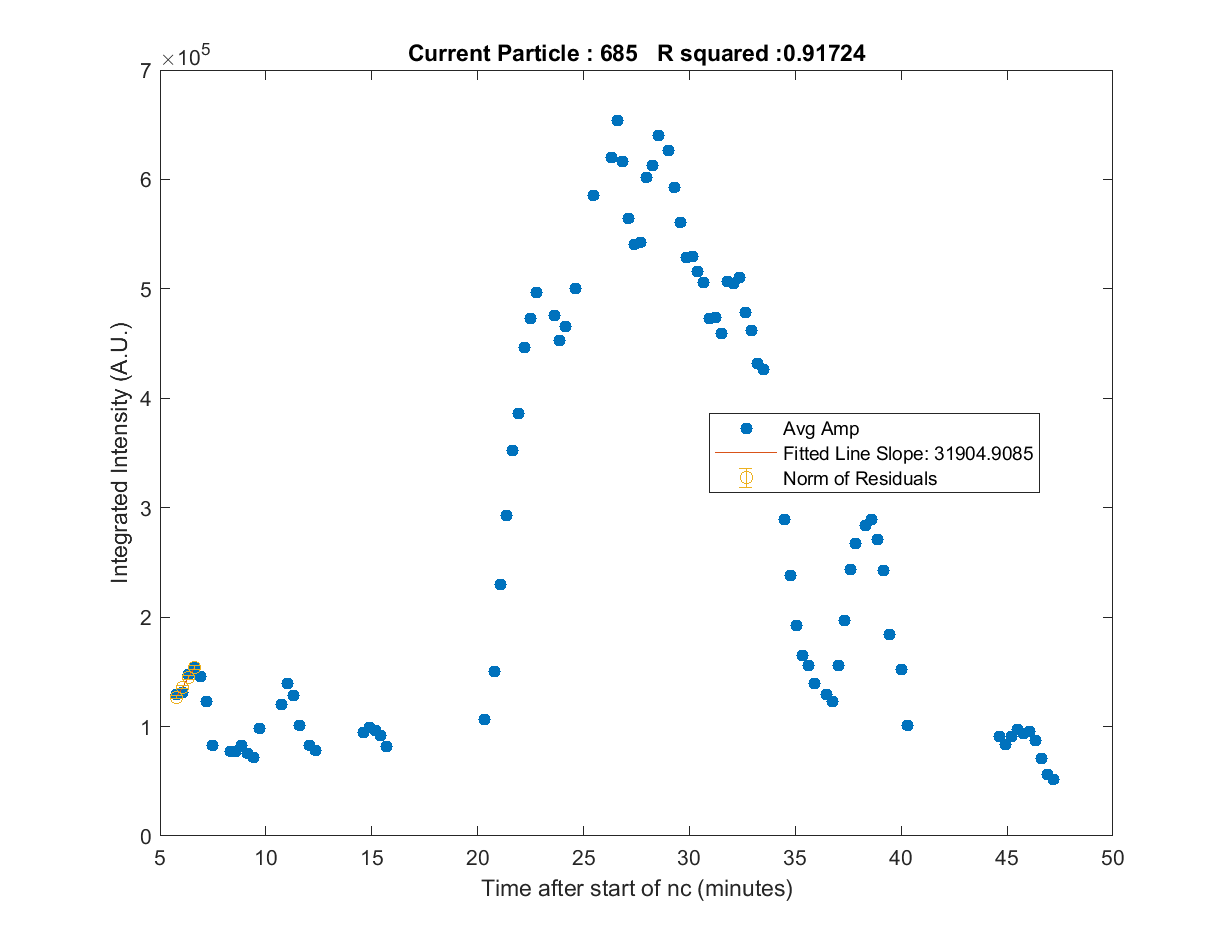 Current Particle : 685 R squared :0.91724
×10^5
7
6
5
4
3
2
1
0
Integrated Intensity (A.U.)
Avg Amp
Fitted Line Slope: 31904.9085
Norm of Residuals
5 10 15 20 25 30 35 40 45 50
Time after start of nc (minutes)